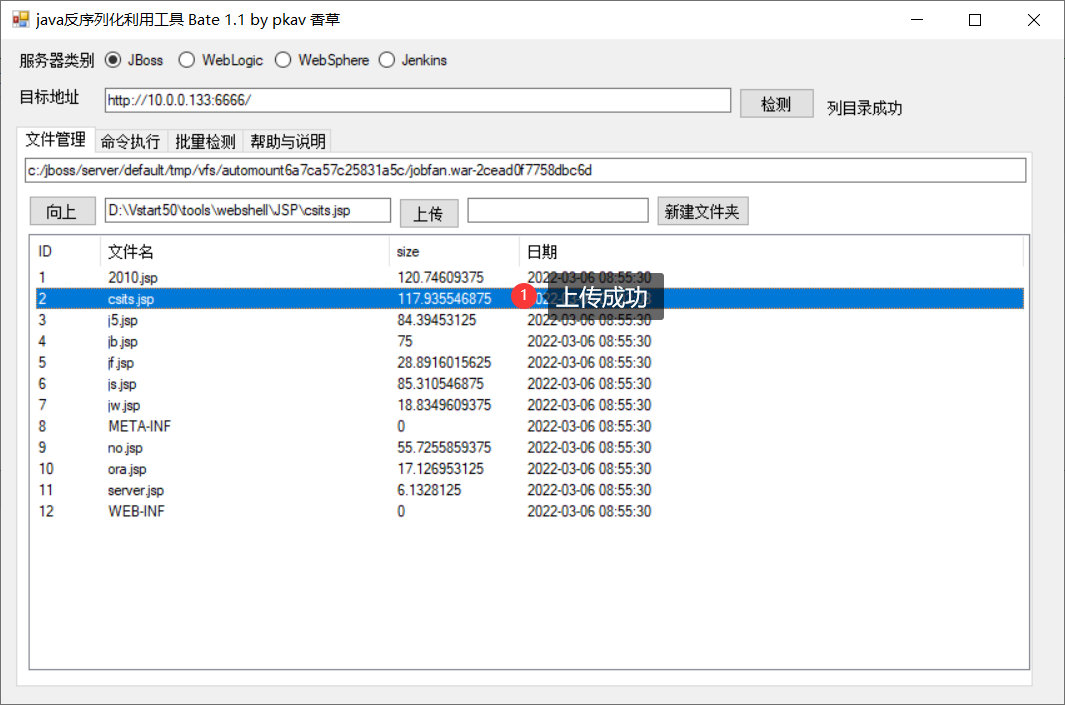 java反序列化利用工具 Bate 1.1 by pkav 香草
服务器类别 JBoss WebLogic WebSphere Jenkins
目标地址 http://10.0.0.133:6666/ 检测 列目录成功
文件管理 命令执行 批量检测 帮助与说明
c:/jboss/server/default/tmp/vfs/automount6a7ca57c25831a5c/jobfan.war-2cead0f7758dbc6d
向上 D:\Vstart50\tools\webshell\JSP\csits.jsp 上传 新建文件夹
ID 文件名 size 日期
1 2010.jsp 120.74609375 2022-03-06 08:55:30
2 csits.jsp 117.935546875 1 上传成功
3 j5.jsp 84.39453125 2022-03-06 08:55:30
4 jb.jsp 75 2022-03-06 08:55:30
5 jf.jsp 28.8916015625 2022-03-06 08:55:30
6 js.jsp 85.310546875 2022-03-06 08:55:30
7 jw.jsp 18.8349609375 2022-03-06 08:55:30
8 META-INF 0 2022-03-06 08:55:30
9 no.jsp 55.7255859375 2022-03-06 08:55:30
10 ora.jsp 17.126953125 2022-03-06 08:55:30
11 server.jsp 6.1328125 2022-03-06 08:55:30
12 WEB-INF 0 2022-03-06 08:55:30